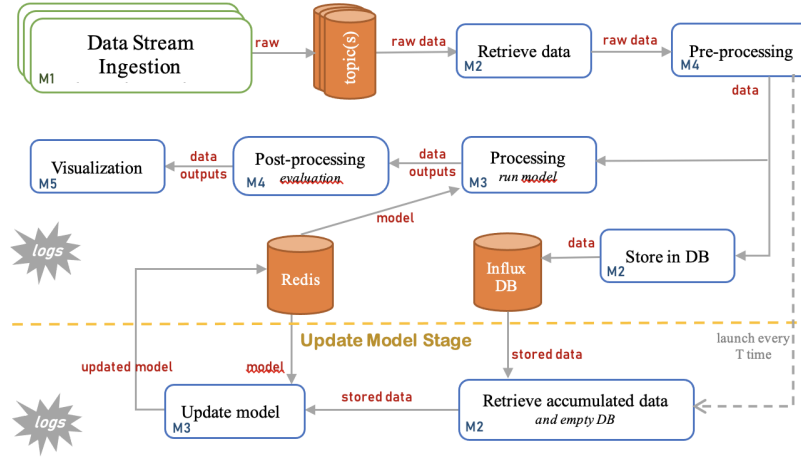 Data Stream
Ingestion
M1
raw
topic(s)
raw data
Retrieve data
M2
raw data
Pre-processing
M4
data
Visualization
M5
data
outputs
Post-processing
evaluation
M4
data
outputs
Processing
run model
M3
model
logs
Redis
Influx
DB
data
Store in DB
M2
Update Model Stage
launch every
T time
updated model
model
stored data
logs
Update model
M3
stored data
Retrieve accumulated data
and empty DB
M2